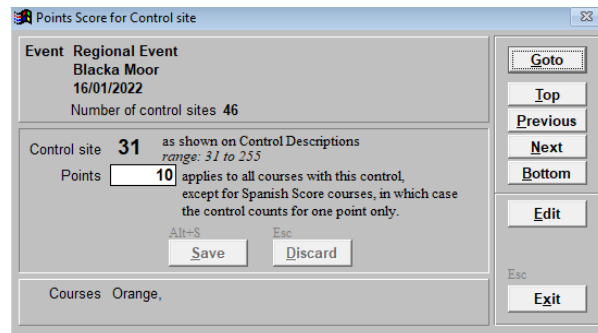 Points Score for Control site
Event Regional Event
Blacka Moor
16/01/2022
Number of control sites 46
Control site 31 as shown on Control Descriptions
range: 31 to 255
Points 10 applies to all courses with this control,
except for Spanish Score courses, in which case
the control counts for one point only.
Alt+S Esc
Save Discard
Courses Orange,
Goto
Top
Previous
Next
Bottom
Edit
Esc
Exit